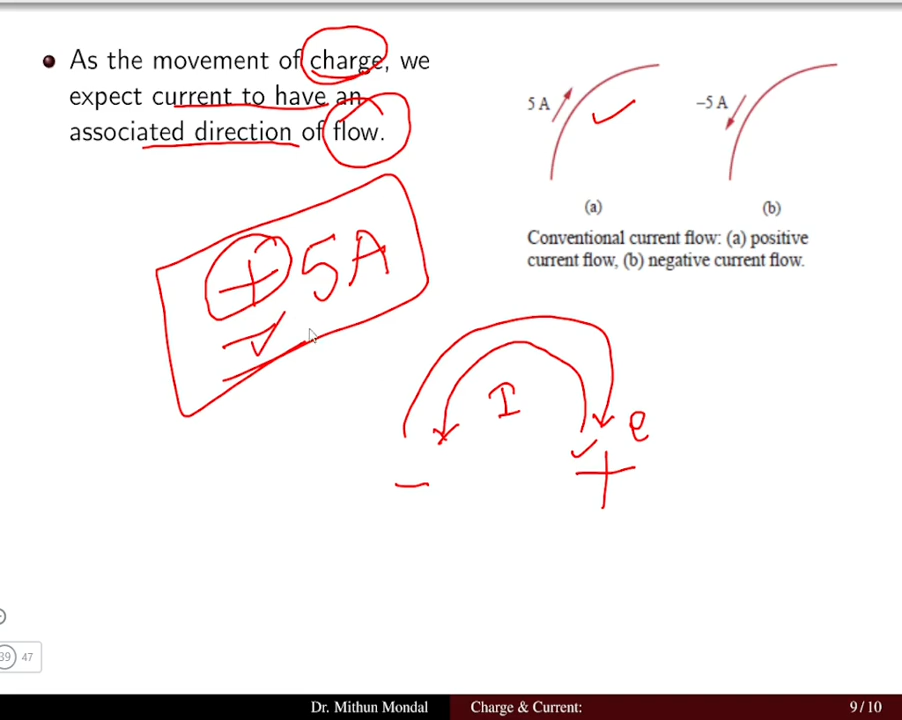 As the movement of charge, we
expect current to have an
associated direction of flow.
5 A
–5 A
(a)
(b)
Conventional current flow: (a) positive
current flow, (b) negative current flow.
+ 5A
I
e
–
+
47
Dr. Mithun Mondal
Charge & Current:
9 / 10